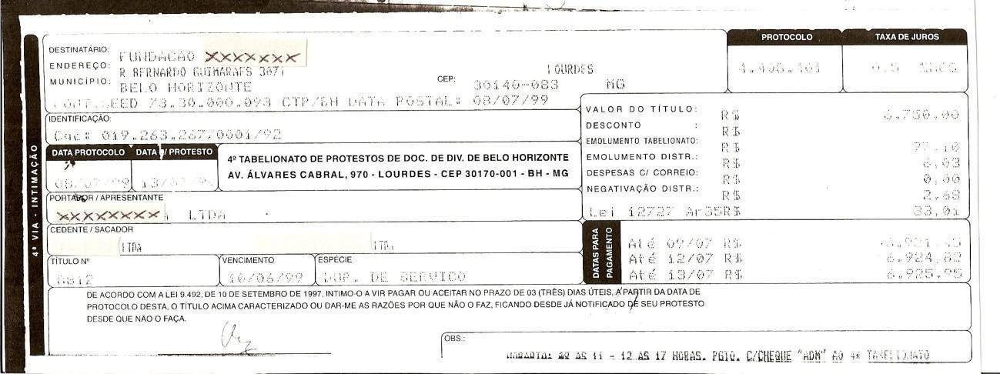 PROTOCOLO TAXA DE JUROS
4.408.401 0.5 %MES
DESTINATÁRIO: FUNDACAO XXXXXXX
ENDEREÇO: R BERNARDO GUIMARAES 3071 LOURDES
MUNICÍPIO: BELO HORIZONTE CEP: 30140-083 MG
73.30.000.093 CTP/BH DATA POSTAL: 08/07/99
IDENTIFICAÇÃO:
Cgc: 019.263.267/0001/92
VALOR DO TÍTULO: R$ 6.750,00
DESCONTO : R$
EMOLUMENTO TABELIONATO: R$ 77,10
EMOLUMENTO DISTR.: R$ 6,03
DESPESAS C/ CORREIO: R$ 0,00
NEGATIVAÇÃO DISTR.: R$ 2,68
Lei 12727 Ar35R$ 33,01
DATA PROTOCOLO DATA P/ PROTESTO
08/07/99 13/07/99
4º TABELIONATO DE PROTESTOS DE DOC. DE DIV. DE BELO HORIZONTE
AV. ÁLVARES CABRAL, 970 - LOURDES - CEP 30170-001 - BH - MG
PORTADOR / APRESENTANTE
XXXXXXXX LTDA
CEDENTE / SACADOR
LTDA LTDA
TÍTULO Nº VENCIMENTO ESPÉCIE
8812 10/06/99 DUP. DE SERVICO
DATAS PARA PAGAMENTO
Até 09/07 R$
Até 12/07 R$ 6.924,82
Até 13/07 R$ 6.925,95
4ª VIA - INTIMAÇÃO
DE ACORDO COM A LEI 9.492, DE 10 DE SETEMBRO DE 1997, INTIMO-O A VIR PAGAR OU ACEITAR NO PRAZO DE 03 (TRÊS) DIAS ÚTEIS, A PARTIR DA DATA DE
PROTOCOLO DESTA, O TÍTULO ACIMA CARACTERIZADO OU DAR-ME AS RAZÕES POR QUE NÃO O FAZ, FICANDO DESDE JÁ NOTIFICADO DE SEU PROTESTO
DESDE QUE NÃO O FAÇA.
OBS.:
HORARIO: 09 AS 11 - 12 AS 17 HORAS. PGTO. C/CHEQUE "ADM" AO 4º TABELIONATO